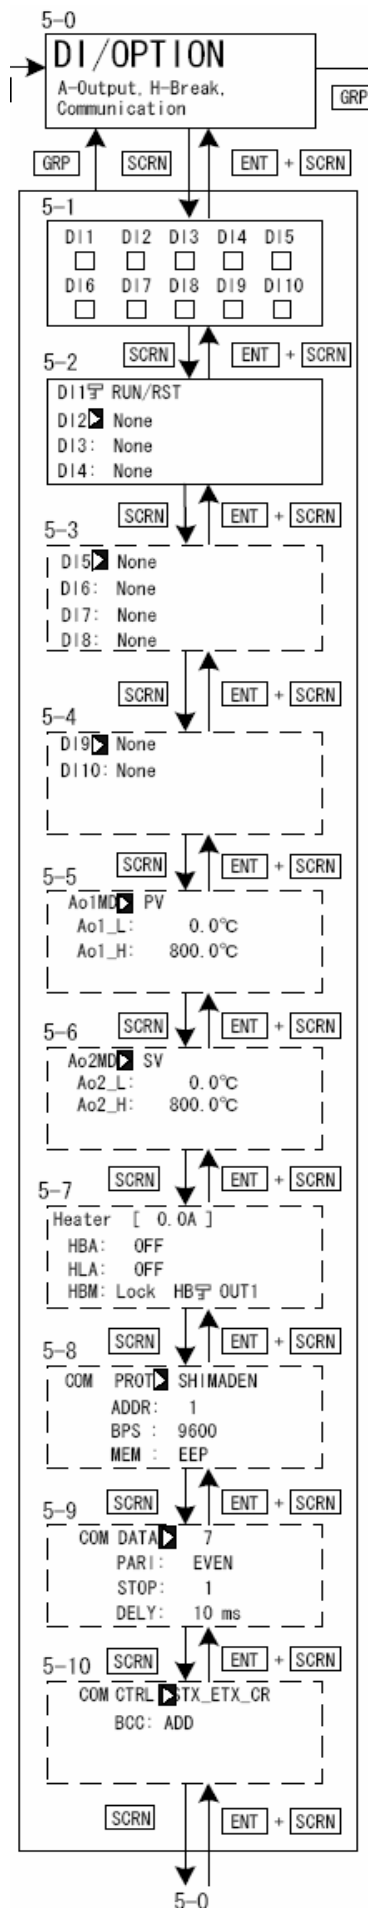 5-0
DI/OPTION
A-Output, H-Break,
Communication
GRP
GRP SCRN ENT + SCRN
5-1
DI1 DI2 DI3 DI4 DI5
DI6 DI7 DI8 DI9 DI10
SCRN ENT + SCRN
5-2
DI1 RUN/RST
DI2 None
DI3: None
DI4: None
SCRN ENT + SCRN
5-3
DI5 None
DI6: None
DI7: None
DI8: None
SCRN ENT + SCRN
5-4
DI9 None
DI10: None
SCRN ENT + SCRN
5-5
Ao1MD PV
Ao1_L: 0.0℃
Ao1_H: 800.0℃
SCRN ENT + SCRN
5-6
Ao2MD SV
Ao2_L: 0.0℃
Ao2_H: 800.0℃
SCRN ENT + SCRN
5-7
Heater [ 0.0A ]
HBA: OFF
HLA: OFF
HBM: Lock HB OUT1
SCRN ENT + SCRN
5-8
COM PROT SHIMADEN
ADDR: 1
BPS : 9600
MEM : EEP
SCRN ENT + SCRN
5-9
COM DATA 7
PARI: EVEN
STOP: 1
DELY: 10 ms
SCRN ENT + SCRN
5-10
COM CTRL STX_ETX_CR
BCC: ADD
SCRN ENT + SCRN
5-0